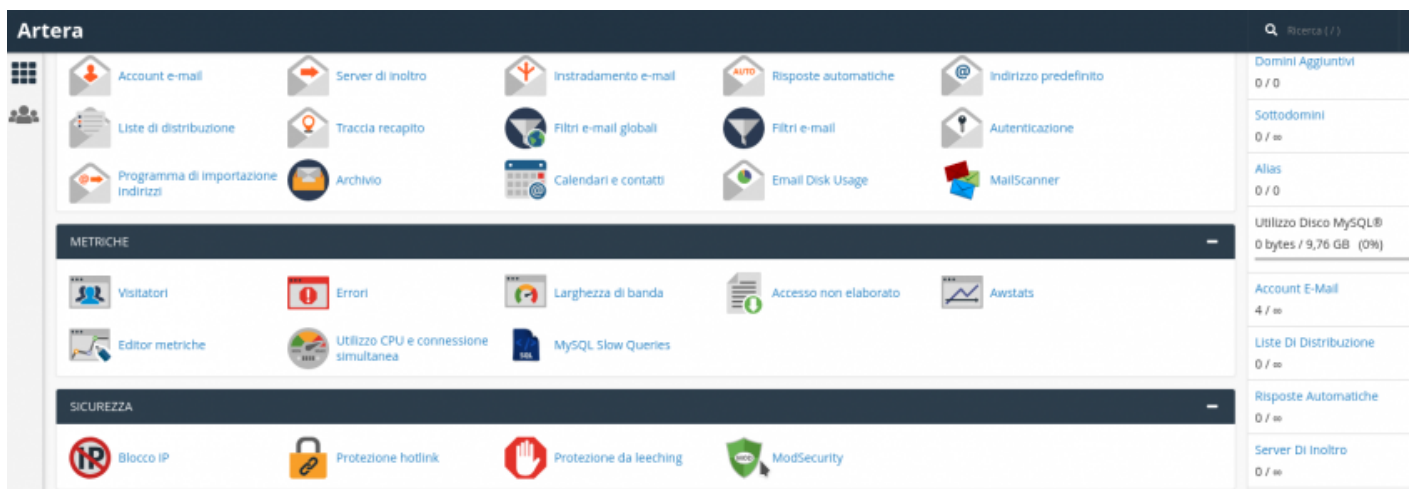 Artera
Ricerca ( / )
Account e-mail
Server di inoltro
Instradamento e-mail
AUTO
Risposte automatiche
Indirizzo predefinito
Liste di distribuzione
Traccia recapito
Filtri e-mail globali
Filtri e-mail
Autenticazione
Programma di importazione
indirizzi
Archivio
Calendari e contatti
Email Disk Usage
MailScanner
METRICHE
Visitatori
Errori
Larghezza di banda
Accesso non elaborato
Awstats
Editor metriche
Utilizzo CPU e connessione
simultanea
SQL
MySQL Slow Queries
SICUREZZA
IP
Blocco IP
Protezione hotlink
Protezione da leeching
ModSecurity
Domini Aggiuntivi
0 / 0
Sottodomini
0 / ∞
Alias
0 / 0
Utilizzo Disco MySQL®
0 bytes / 9,76 GB (0%)
Account E-Mail
4 / ∞
Liste Di Distribuzione
0 / ∞
Risposte Automatiche
0 / ∞
Server Di Inoltro
0 / ∞